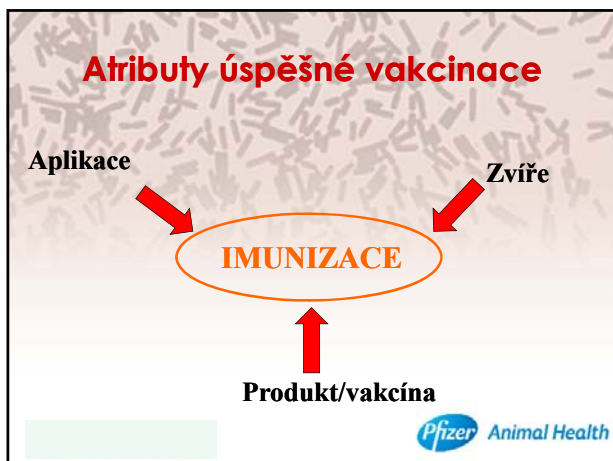 Atributy úspěšné vakcinace
Aplikace
Zvíře
IMUNIZACE
Produkt/vakcína
Pfizer Animal Health